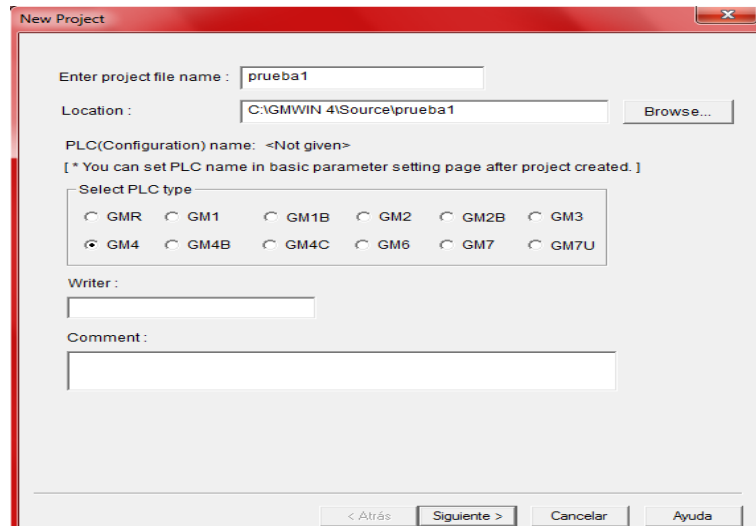 New Project
Enter project file name : prueba1
Location : C:\GMWIN 4\Source\prueba1 Browse...
PLC(Configuration) name: <Not given>
[ * You can set PLC name in basic parameter setting page after project created. ]
Select PLC type
GMR GM1 GM1B GM2 GM2B GM3
GM4 GM4B GM4C GM6 GM7 GM7U
Writer :
Comment :
< Atrás Siguiente > Cancelar Ayuda